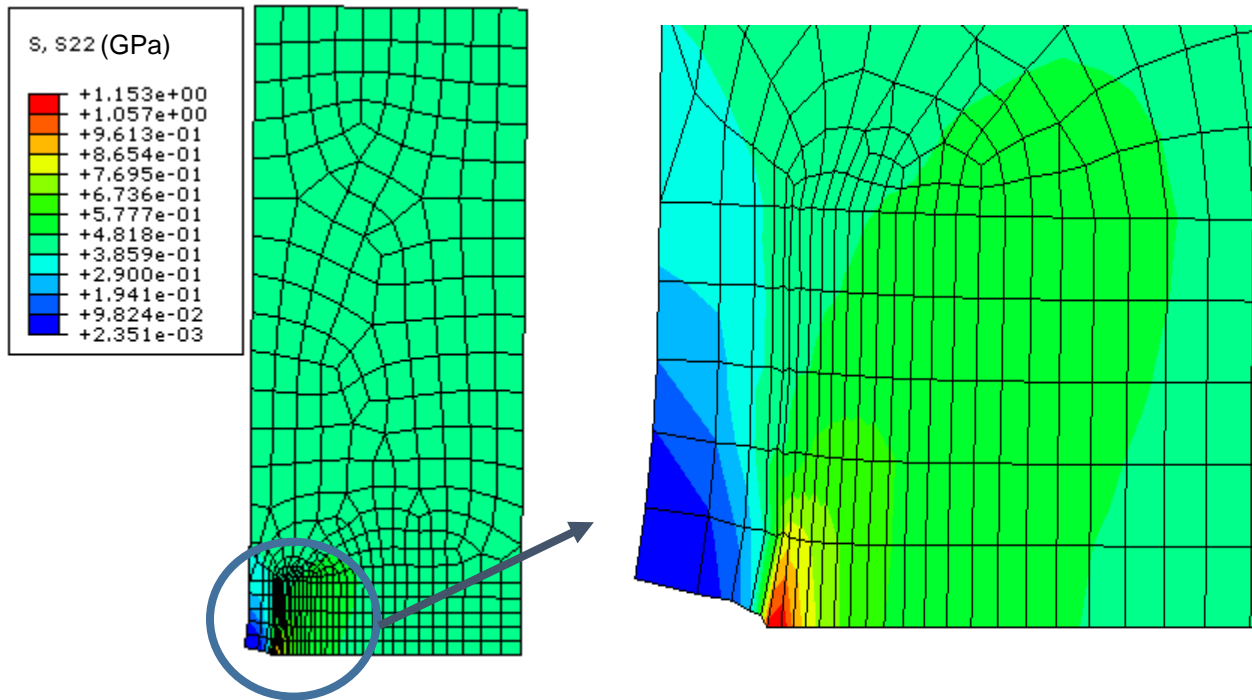 S, S22 (GPa)
+1.153e+00
+1.057e+00
+9.613e-01
+8.654e-01
+7.695e-01
+6.736e-01
+5.777e-01
+4.818e-01
+3.859e-01
+2.900e-01
+1.941e-01
+9.824e-02
+2.351e-03